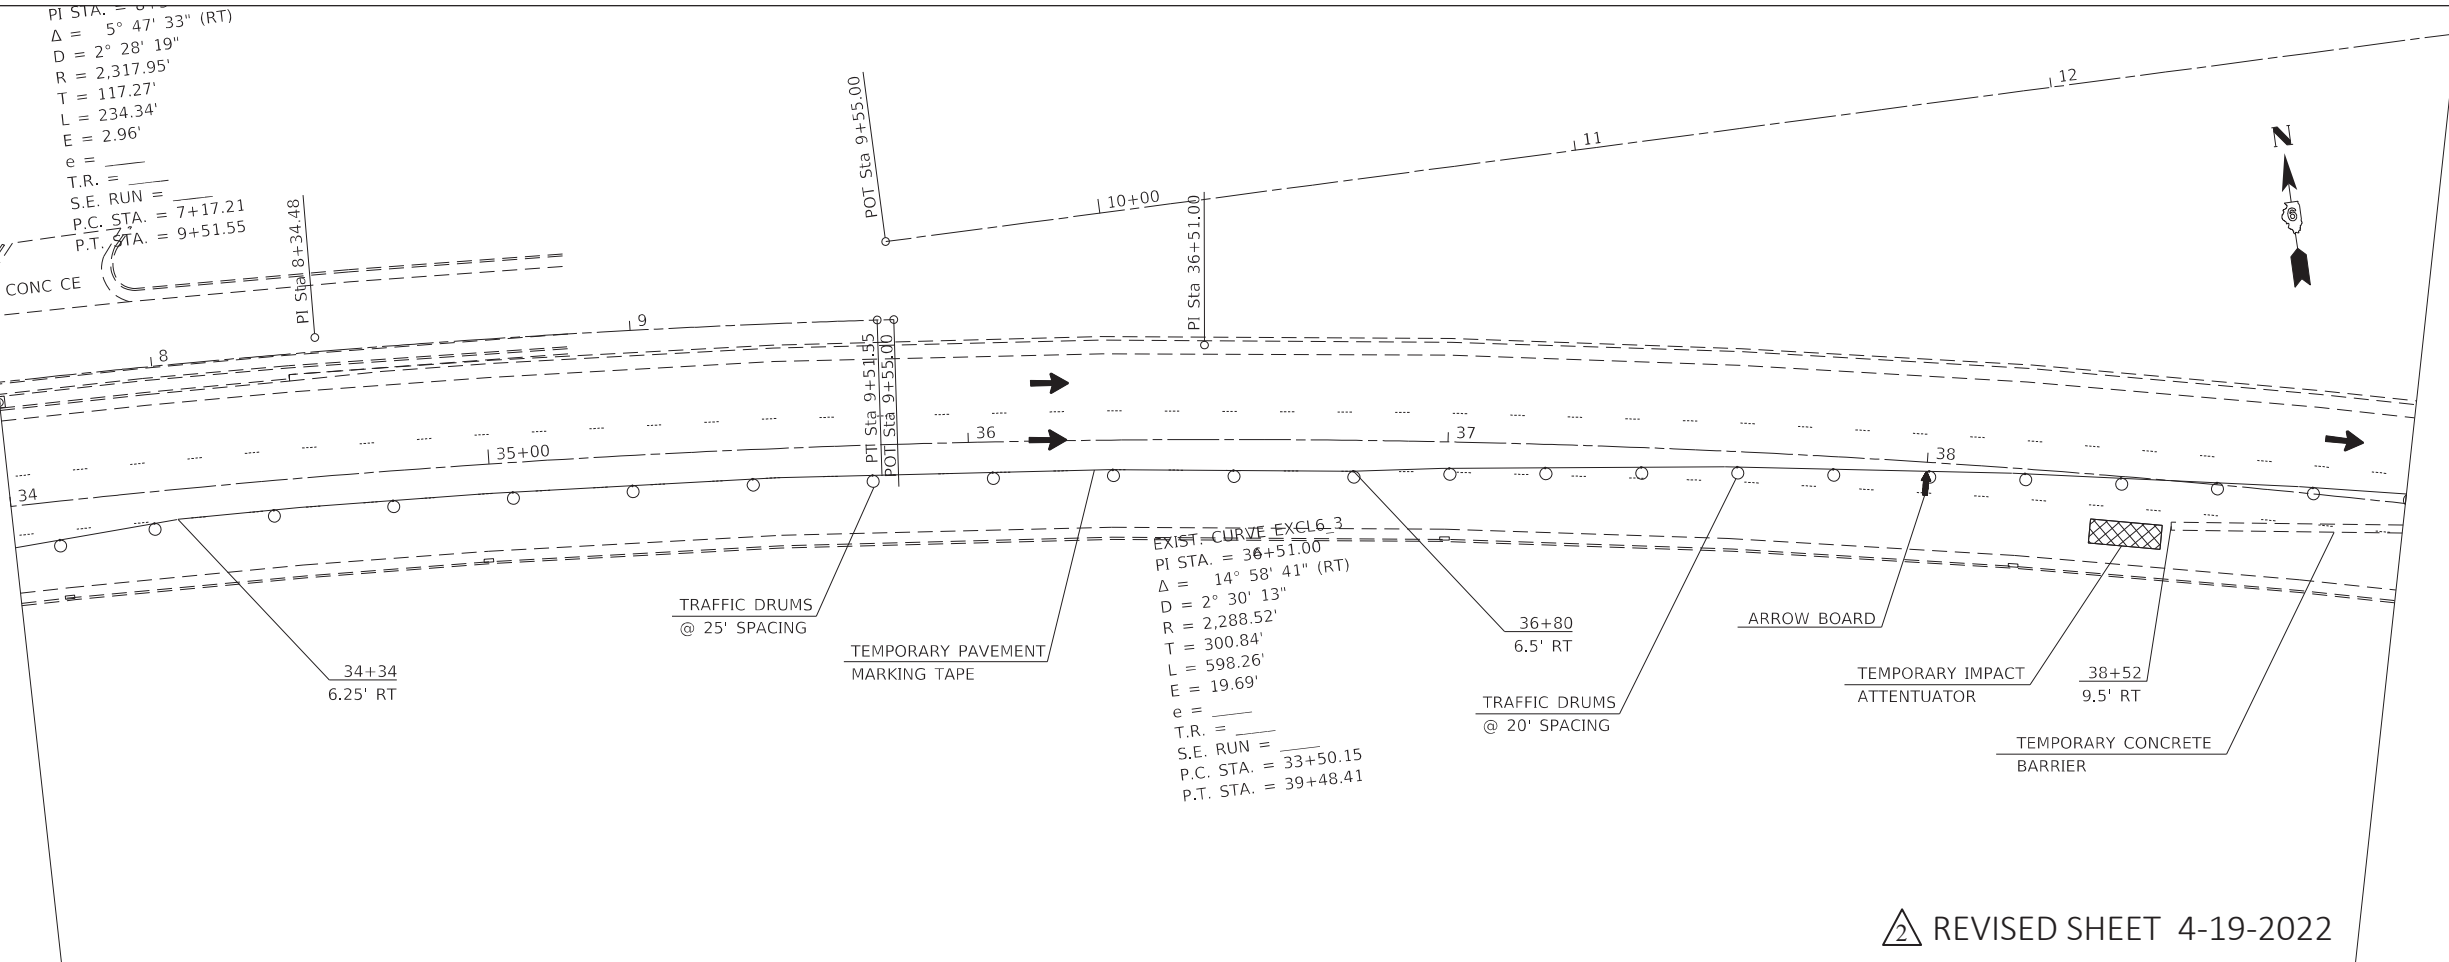 PI STA. =
Δ = 5° 47' 33" (RT)
D = 2° 28' 19"
R = 2,317.95'
T = 117.27'
L = 234.34'
E = 2.96'
e = ____
T.R. = ____
S.E. RUN = ____
P.C. STA. = 7+17.21
P.T. STA. = 9+51.55
CONC CE
PI Sta 8+34.48
POT Sta 9+55.00
10+00
11
12
PI Sta 36+51.00
N
6
8
9
PT Sta 9+51.55
POT Sta 9+55.00
34
35+00
36
37
38
EXIST. CURVE EXCL6_3
PI STA. = 36+51.00
Δ = 14° 58' 41" (RT)
D = 2° 30' 13"
R = 2,288.52'
T = 300.84'
L = 598.26'
E = 19.69'
e = ____
T.R. = ____
S.E. RUN = ____
P.C. STA. = 33+50.15
P.T. STA. = 39+48.41
34+34
6.25' RT
TRAFFIC DRUMS
@ 25' SPACING
TEMPORARY PAVEMENT
MARKING TAPE
36+80
6.5' RT
TRAFFIC DRUMS
@ 20' SPACING
ARROW BOARD
TEMPORARY IMPACT
ATTENTUATOR
38+52
9.5' RT
TEMPORARY CONCRETE
BARRIER
2 REVISED SHEET 4-19-2022